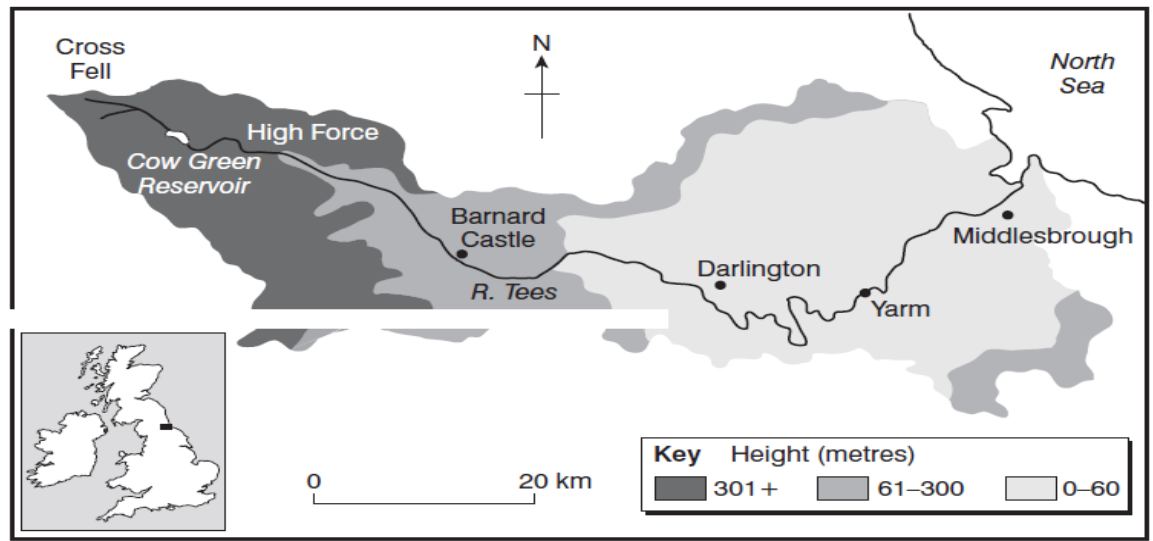 Cross
Fell
N
North
Sea
High Force
Cow Green
Reservoir
Barnard
Castle
Middlesbrough
Darlington
R. Tees
Yarm
Key Height (metres)
0 20 km
301+ 61–300 0–60